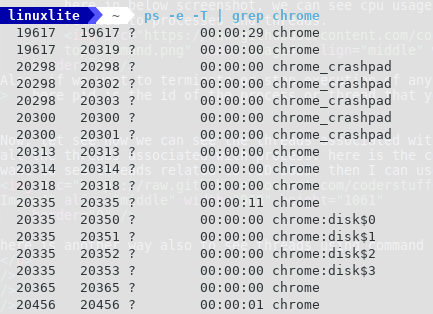 linuxlite ~ ps -e -T | grep chrome
19617 19617 ? 00:00:29 chrome
19617 20319 ? 00:00:00 chrome
20298 20298 ? 00:00:00 chrome_crashpad
20298 20302 ? 00:00:00 chrome_crashpad
20298 20303 ? 00:00:00 chrome_crashpad
20300 20300 ? 00:00:00 chrome_crashpad
20300 20301 ? 00:00:00 chrome_crashpad
20313 20313 ? 00:00:00 chrome
20314 20314 ? 00:00:00 chrome
20318 20318 ? 00:00:00 chrome
20335 20335 ? 00:00:11 chrome
20335 20350 ? 00:00:00 chrome:disk$0
20335 20351 ? 00:00:00 chrome:disk$1
20335 20352 ? 00:00:00 chrome:disk$2
20335 20353 ? 00:00:00 chrome:disk$3
20365 20365 ? 00:00:00 chrome
20456 20456 ? 00:00:01 chrome